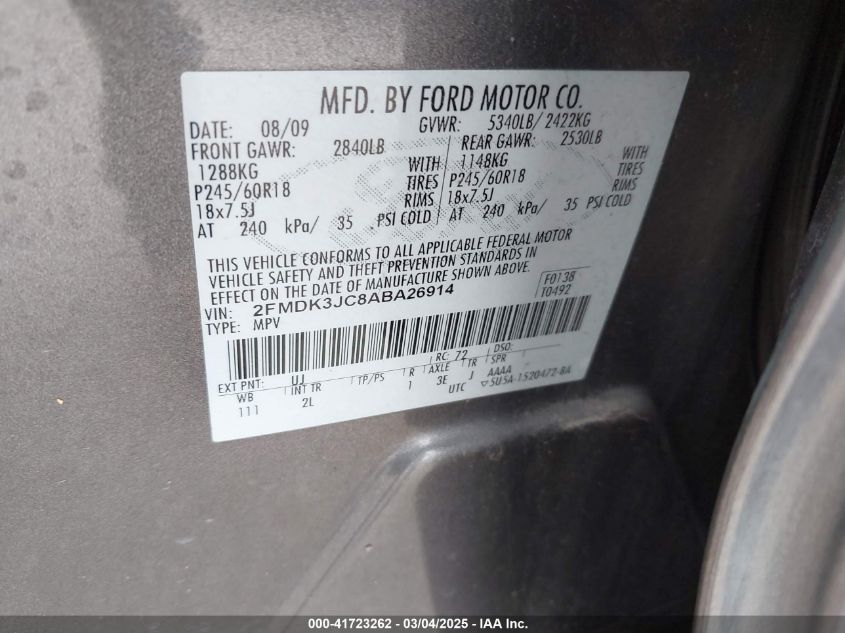 MFD. BY FORD MOTOR CO.
DATE: 08/09 GVWR: 5340LB/ 2422KG
FRONT GAWR: 2840LB REAR GAWR: 2530LB
1288KG WITH 1148KG WITH
P245/60R18 TIRES P245/60R18 TIRES
18x7.5J RIMS 18x7.5J RIMS
AT 240 kPa/ 35 PSI COLD AT 240 kPa/ 35 PSI COLD
THIS VEHICLE CONFORMS TO ALL APPLICABLE FEDERAL MOTOR
VEHICLE SAFETY AND THEFT PREVENTION STANDARDS IN
EFFECT ON THE DATE OF MANUFACTURE SHOWN ABOVE.
VIN: 2FMDK3JC8ABA26914 F0138
TYPE: MPV T0492
EXT PNT: UJ RC: 72 DSO:
WB INT TR TP/PS R AXLE TR SPR
111 2L 1 3E J AAAA
UTC ▽5U5A-1520472-BA
000-41723262 - 03/04/2025 - IAA Inc.